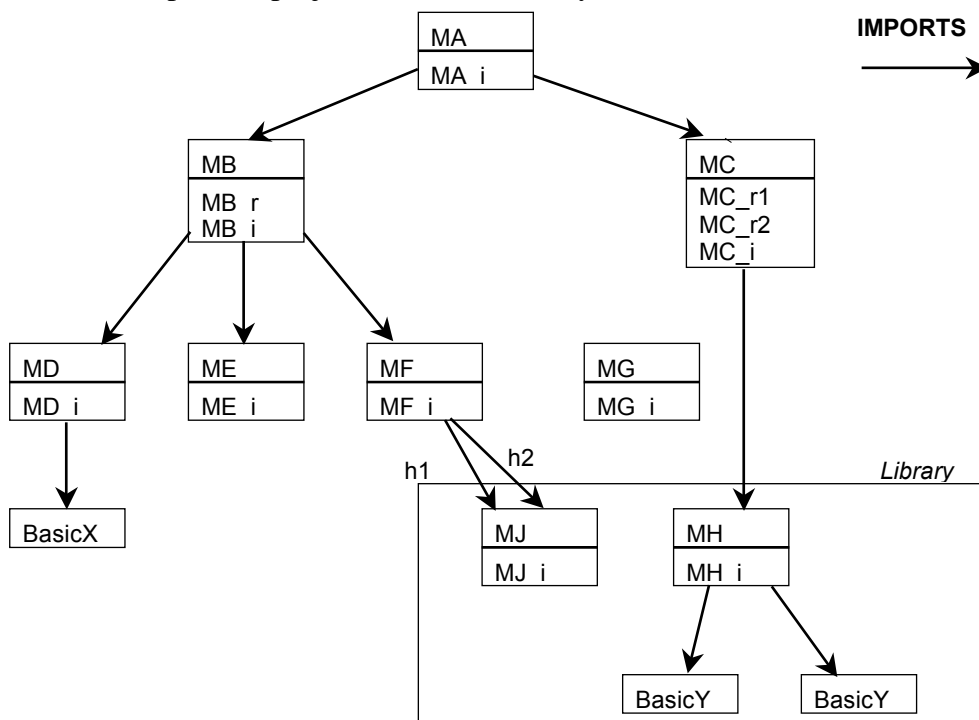 IMPORTS
MA
MA i
MB
MB r
MB i
MC
MC_r1
MC_r2
MC_i
MD
MD i
ME
ME i
MF
MF i
MG
MG i
h1
h2
Library
BasicX
MJ
MJ i
MH
MH i
BasicY
BasicY